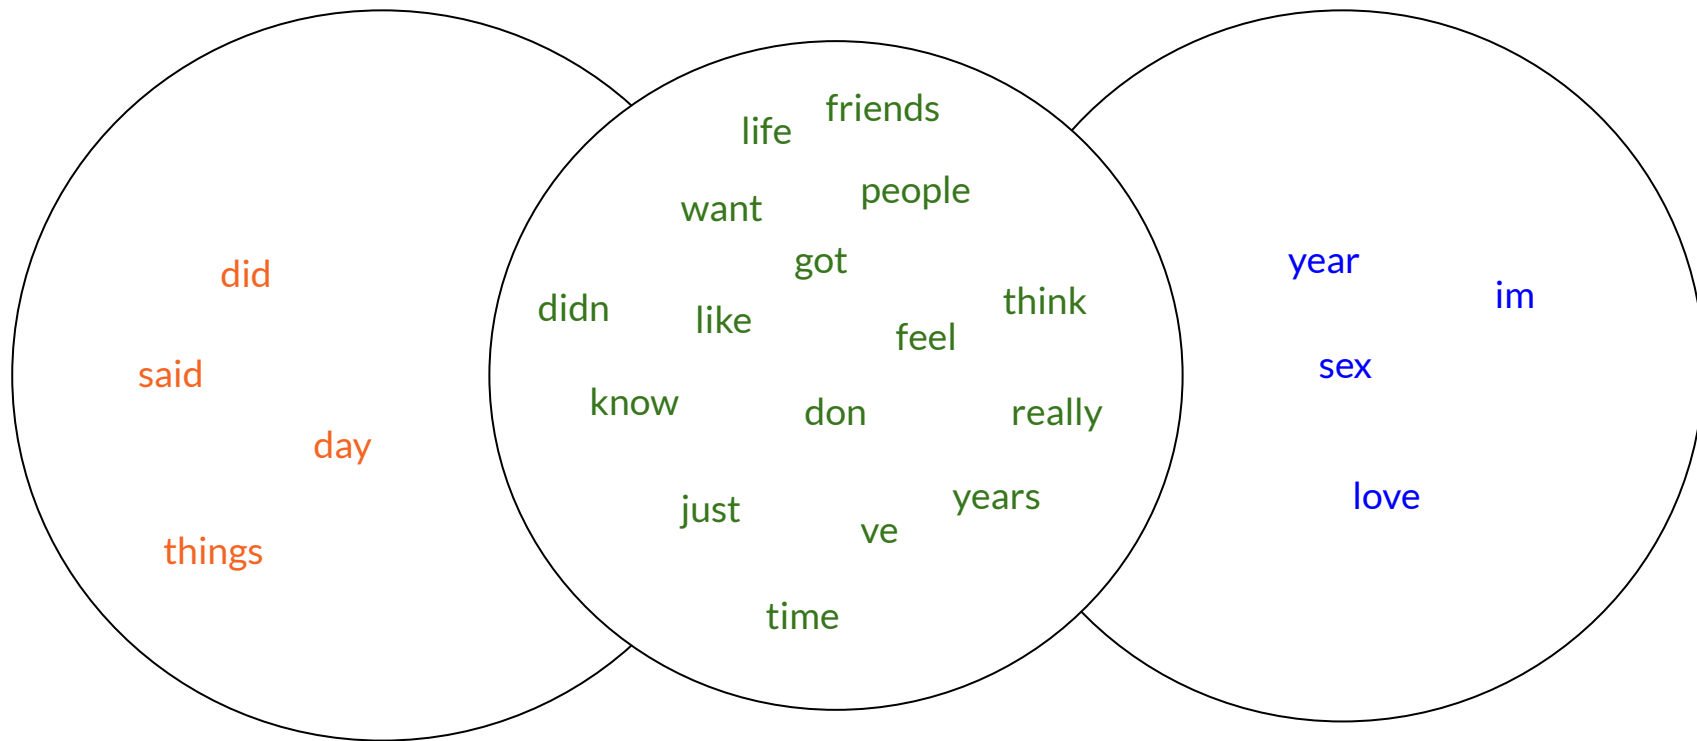 did
said
day
things
friends
life
people
want
got
think
didn
like
feel
know
don
really
years
just
ve
time
year
im
sex
love